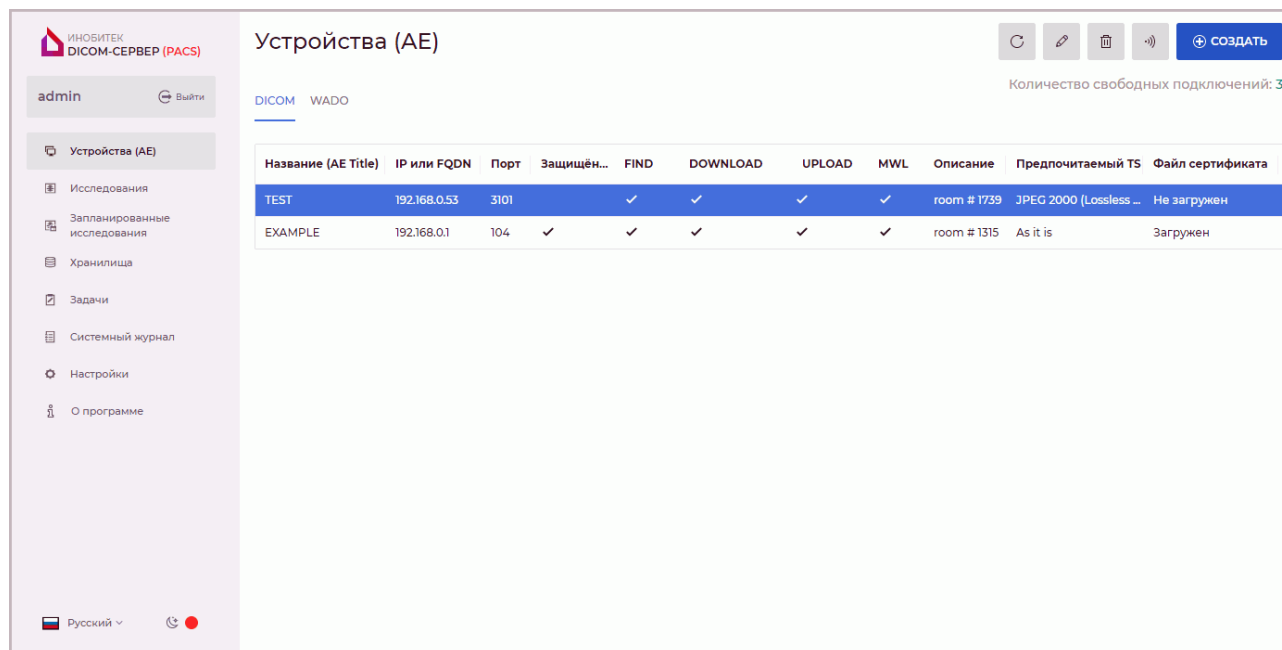 ИНОБИТЕК
DICOM-СЕРВЕР (PACS)
admin
Выйти
Устройства (AE)
Исследования
Запланированные
исследования
Хранилища
Задачи
Системный журнал
Настройки
О программе
Русский
Устройства (AE)
СОЗДАТЬ
Количество свободных подключений: 3
DICOM WADO
Название (AE Title) IP или FQDN Порт Защищён... FIND DOWNLOAD UPLOAD MWL Описание Предпочитаемый TS Файл сертификата
TEST 192.168.0.53 3101 room # 1739 JPEG 2000 (Lossless ... Не загружен
EXAMPLE 192.168.0.1 104 room # 1315 As it is Загружен